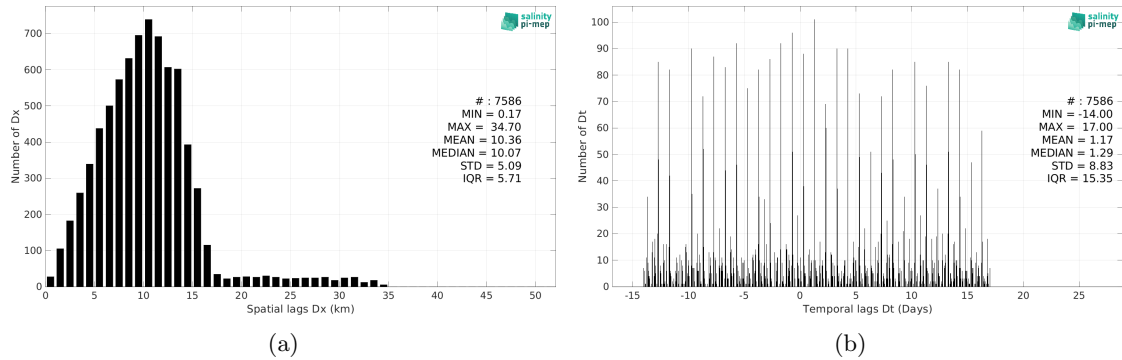 salinity
pi-mep
# : 7586
MIN = 0.17
MAX = 34.70
MEAN = 10.36
MEDIAN = 10.07
STD = 5.09
IQR = 5.71
Number of Dx
700
600
500
400
300
200
100
0
0 5 10 15 20 25 30 35 40 45 50
Spatial lags Dx (km)
(a)
salinity
pi-mep
# : 7586
MIN = -14.00
MAX = 17.00
MEAN = 1.17
MEDIAN = 1.29
STD = 8.83
IQR = 15.35
Number of Dt
100
90
80
70
60
50
40
30
20
10
0
-15 -10 -5 0 5 10 15 20 25
Temporal lags Dt (Days)
(b)